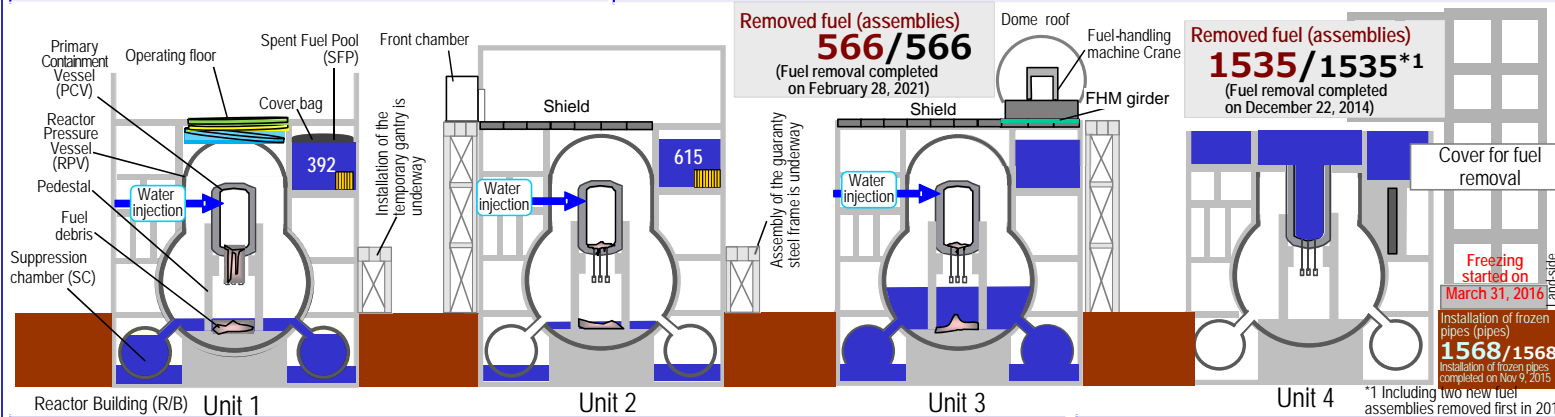 Primary
Containment
Vessel
(PCV)
Operating floor
Spent Fuel Pool
(SFP)
Cover bag
Reactor
Pressure
Vessel
(RPV)
392
Pedestal
Water
injection
Fuel
debris
Suppression
chamber (SC)
Installation of the
temporary gantry is
underway
Reactor Building (R/B)
Unit 1
Front chamber
Shield
615
Water
injection
Assembly of the guaranty
steel frame is underway
Unit 2
Removed fuel (assemblies)
566/566
(Fuel removal completed
on February 28, 2021)
Dome roof
Fuel-handling
machine Crane
FHM girder
Shield
Water
injection
Unit 3
Removed fuel (assemblies)
1535/1535*1
(Fuel removal completed
on December 22, 2014)
Cover for fuel
removal
Freezing
started on
March 31, 2016
Land-side
Installation of frozen
pipes (pipes)
1568/1568
Installation of frozen pipes
completed on Nov 9, 2015
Unit 4
*1 Including two new fuel
assemblies removed first in 201